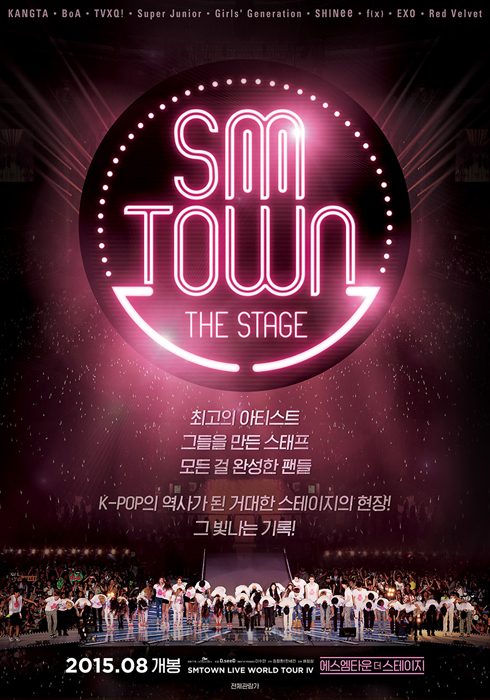 KANGTA • BoA • TVXQ! • Super Junior • Girls' Generation • SHINee • f(x) • EXO • Red Velvet
SM
TOWN
THE STAGE
최고의 아티스트
그들을 만든 스태프
모든 걸 완성한 팬들
K-POP의 역사가 된 거대한 스테이지의 현장!
그 빛나는 기록!
2015.08 개봉
SMTOWN LIVE WORLD TOUR IV
에스엠타운 더 스테이지
전체관람가